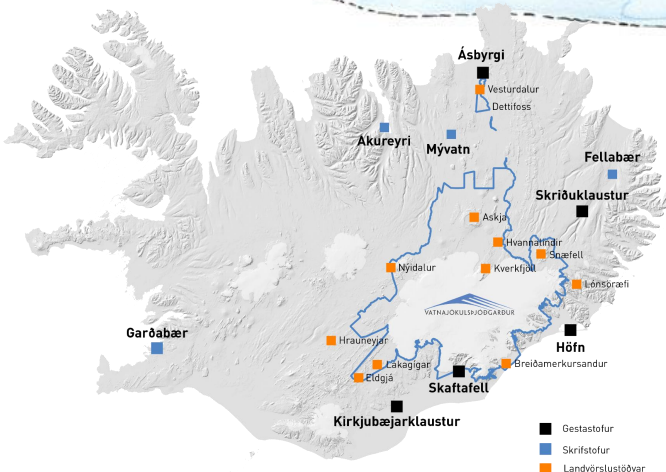 Ásbyrgi
Vesturdalur
Dettifoss
Akureyri
Mývatn
Fellabær
Skriðuklaustur
Askja
Hvannalindir
Snæfell
Nýidalur
Kverkfjöll
Lónsöræfi
VATNAJÖKULSÞJÓÐGARÐUR
Garðabær
Hrauneyjar
Höfn
Lakagígar
Breiðamerkursandur
Eldgjá
Skaftafell
Kirkjubæjarklaustur
Gestastofur
Skrifstofur
Landvörslustöðvar